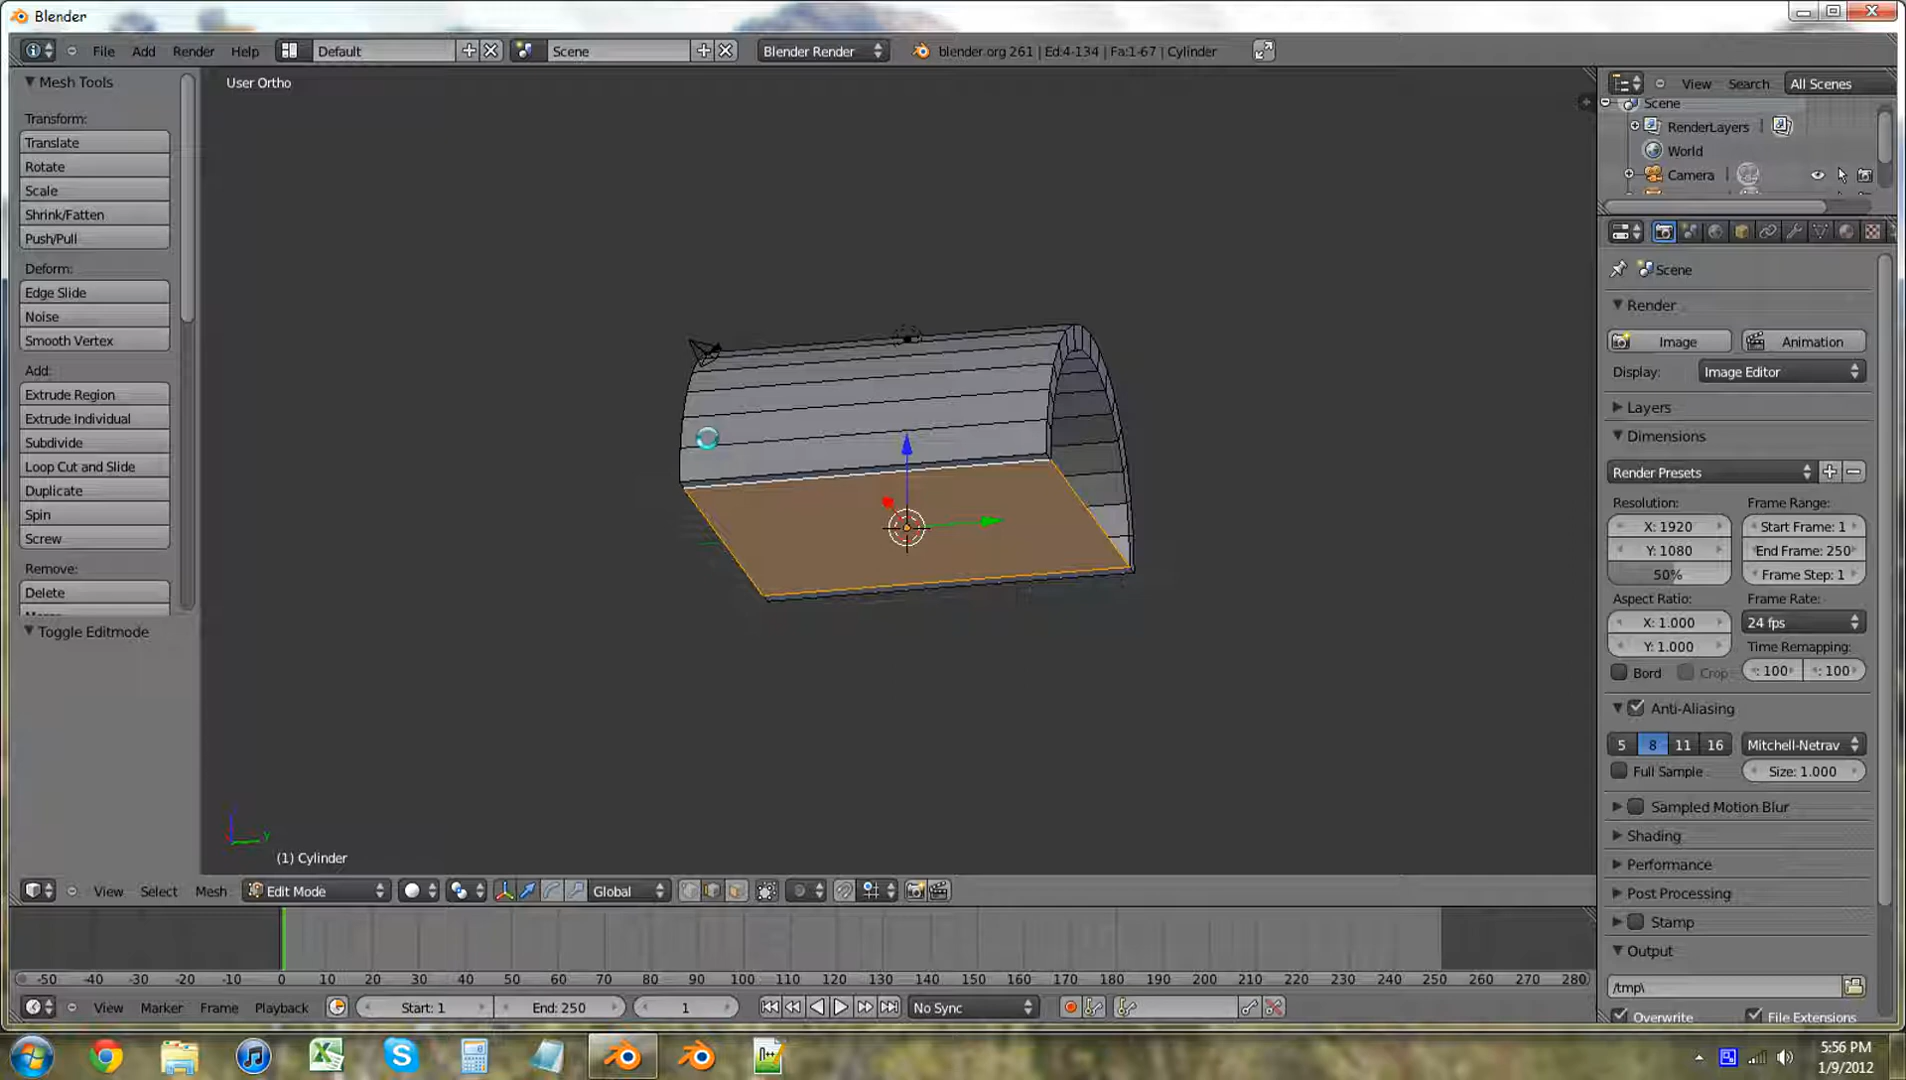 Blender
File Add Render Help Default Scene Blender Render blender.org 261 | Ed:4-134 | Fa:1-67 | Cylinder
Mesh Tools
Transform:
Translate
Rotate
Scale
Shrink/Fatten
Push/Pull
Deform:
Edge Slide
Noise
Smooth Vertex
Add:
Extrude Region
Extrude Individual
Subdivide
Loop Cut and Slide
Duplicate
Spin
Screw
Remove:
Delete
Toggle Editmode
User Ortho
(1) Cylinder
View Search All Scenes
Scene
RenderLayers
World
Camera
Scene
Render
Image Animation
Display: Image Editor
Layers
Dimensions
Render Presets
Resolution: Frame Range:
X: 1920 Start Frame: 1
Y: 1080 End Frame: 250
50% Frame Step: 1
Aspect Ratio: Frame Rate:
X: 1.000 24 fps
Y: 1.000 Time Remapping:
Bord Crop : 100 : 100
Anti-Aliasing
5 8 11 16 Mitchell-Netrav
Full Sample Size: 1.000
Sampled Motion Blur
Shading
Performance
Post Processing
Stamp
Output
/tmp\
Overwrite File Extensions
View Select Mesh Edit Mode Global
-50 -40 -30 -20 -10 0 10 20 30 40 50 60 70 80 90 100 110 120 130 140 150 160 170 180 190 200 210 220 230 240 250 260 270 280
View Marker Frame Playback Start: 1 End: 250 1 No Sync
5:56 PM
1/9/2012